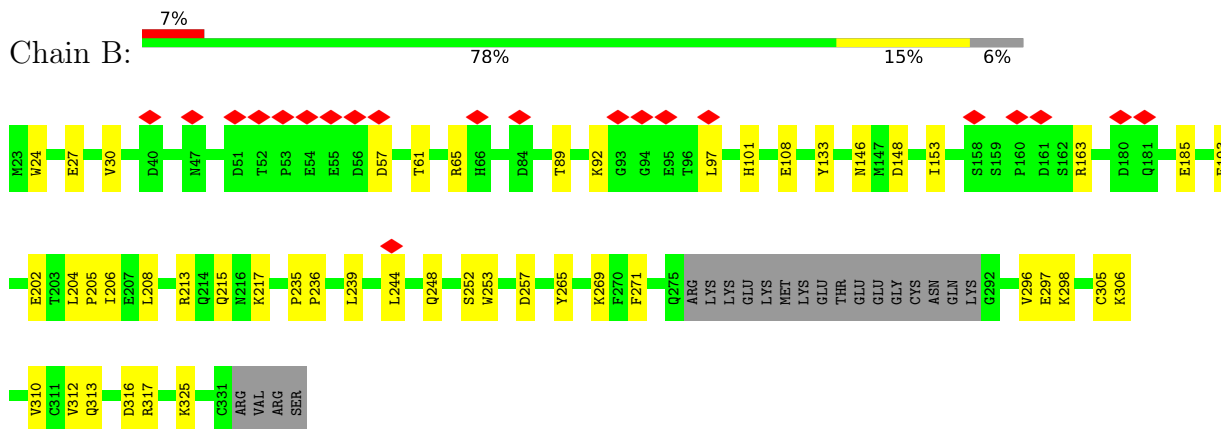 7%
Chain B:
78% 15% 6%
M23 W24 E27 V30 D40 N47 D51 T52 P53 E54 E55 D56 D57 T61 R65 H66 D84 T89 K92 G93 G94 E95 T96 L97 H101 E108 Y133 N146 M147 D148 I153 S158 S159 P160 D161 S162 R163 D180 Q181 E185
E202 T203 L204 P205 I206 E207 L208 R213 Q214 Q215 N216 K217 P235 P236 L239 L244 Q248 S252 W253 D257 Y265 K269 F270 F271 Q275 ARG LYS LYS GLU LYS MET LYS GLU THR GLU GLU GLY CYS ASN GLN LYS G292 V296 E297 K298 C305 K306
V310 C311 V312 Q313 D316 R317 K325 C331 ARG VAL ARG SER